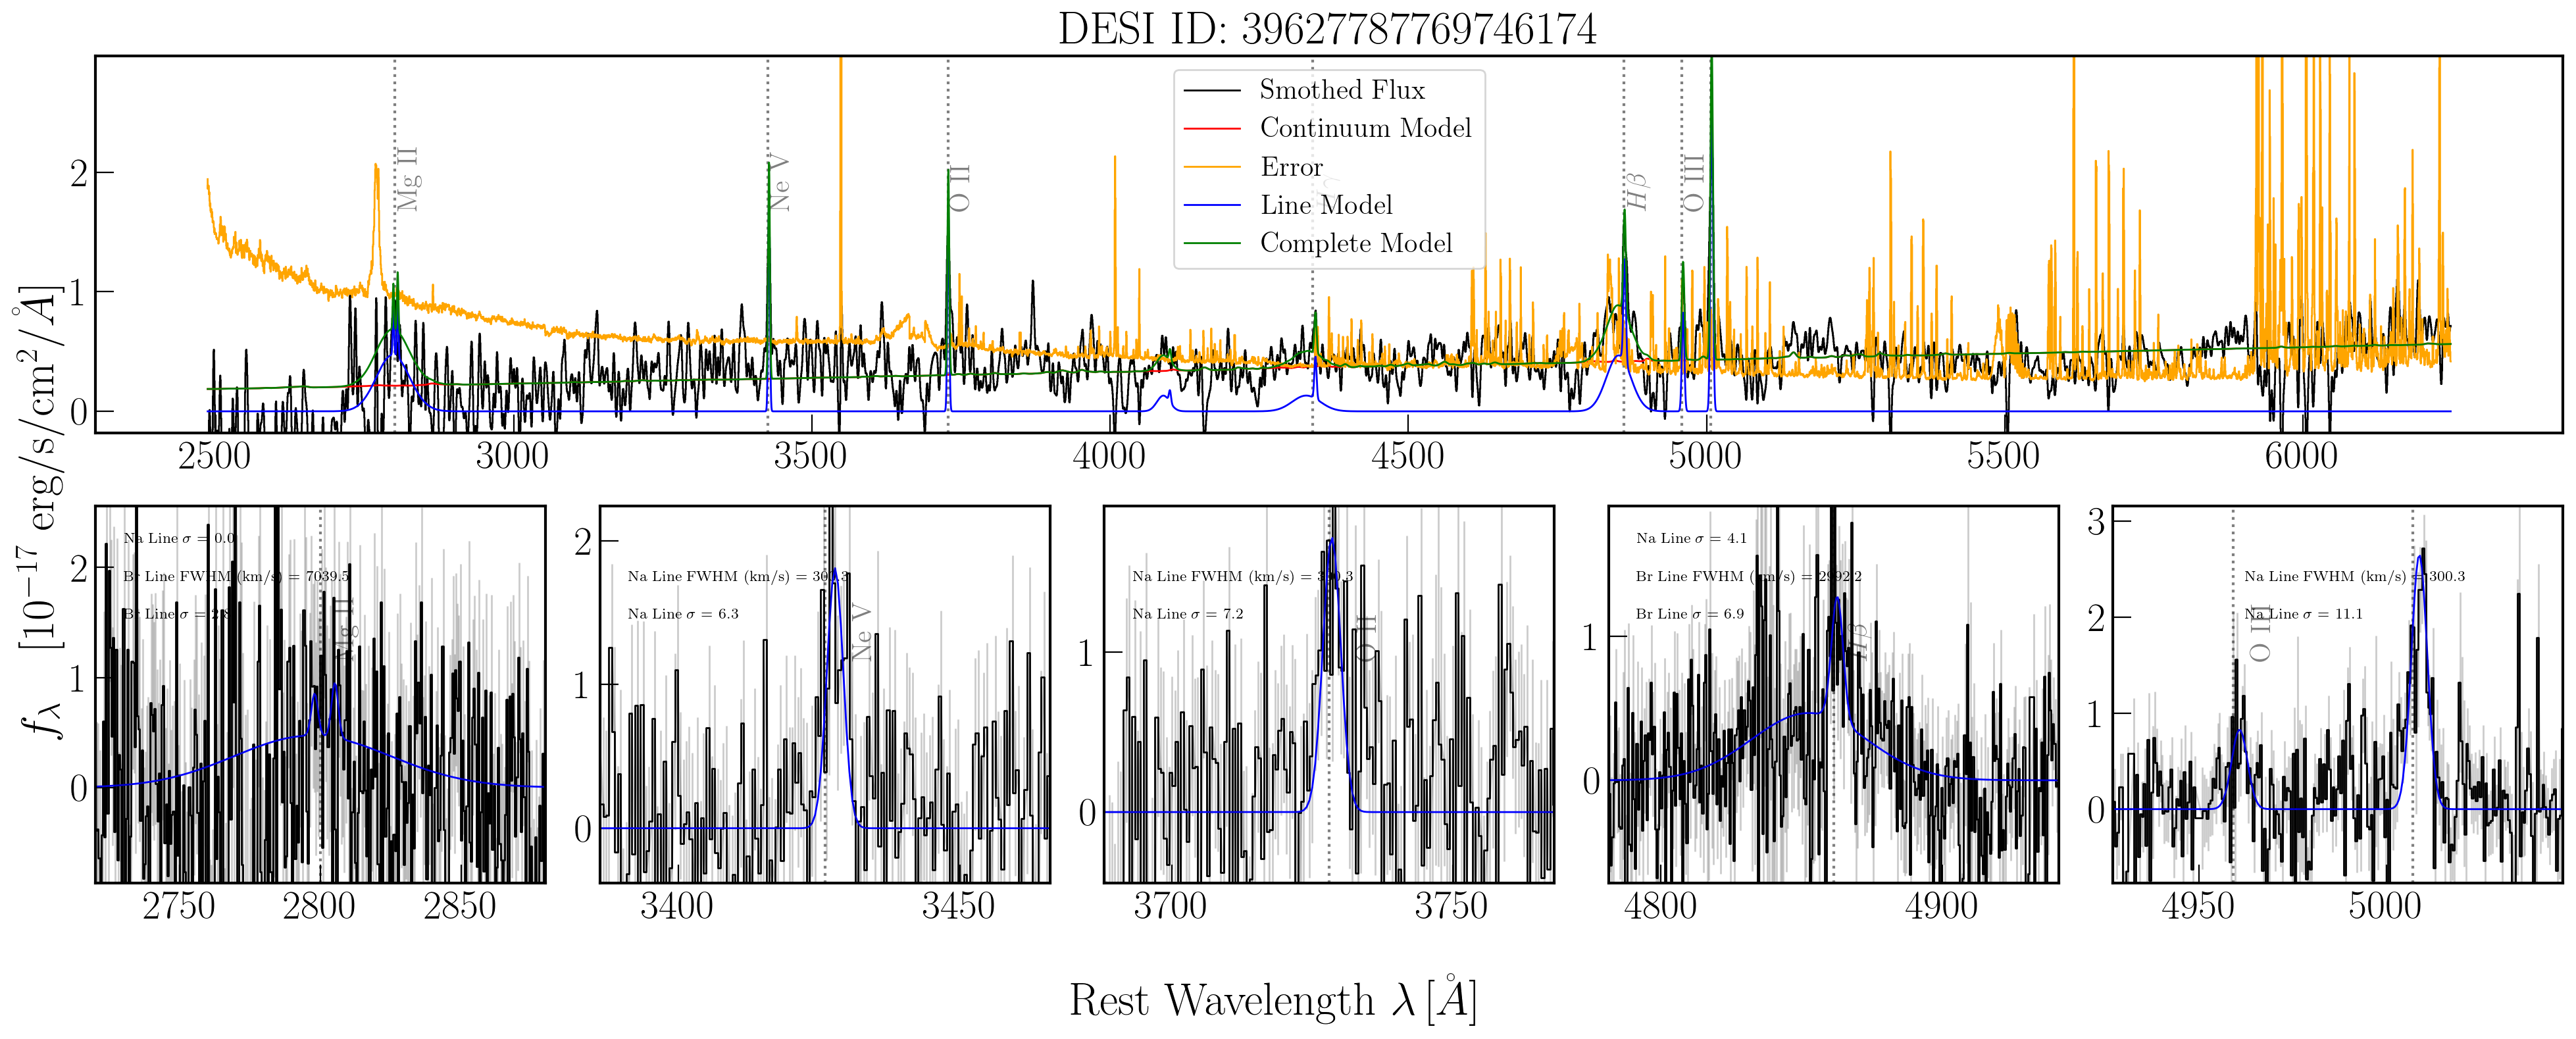 DESI ID: 39627787769746174
Smothed Flux
Continuum Model
Error
Line Model
Complete Model
Mg II
Ne V
O II
Hβ
O III
2
1
0
2500 3000 3500 4000 4500 5000 5500 6000
f_λ [10^{-17} erg/s/cm^2/Å]
Na Line σ = 0.0
Br Line FWHM (km/s) = 7039.5
Br Line σ =
Mg II
2
1
0
2750 2800 2850
Na Line FWHM (km/s) =
Na Line σ = 6.3
Ne V
2
1
0
3400 3450
Na Line FWHM (km/s) =
Na Line σ = 7.2
O II
1
0
3700 3750
Na Line σ = 4.1
Br Line FWHM (km/s) = 2992.2
Br Line σ = 6.9
Hβ
1
0
4800 4900
Na Line FWHM (km/s) = 300.3
Na Line σ = 11.1
O III
3
2
1
0
4950 5000
Rest Wavelength λ [Å]